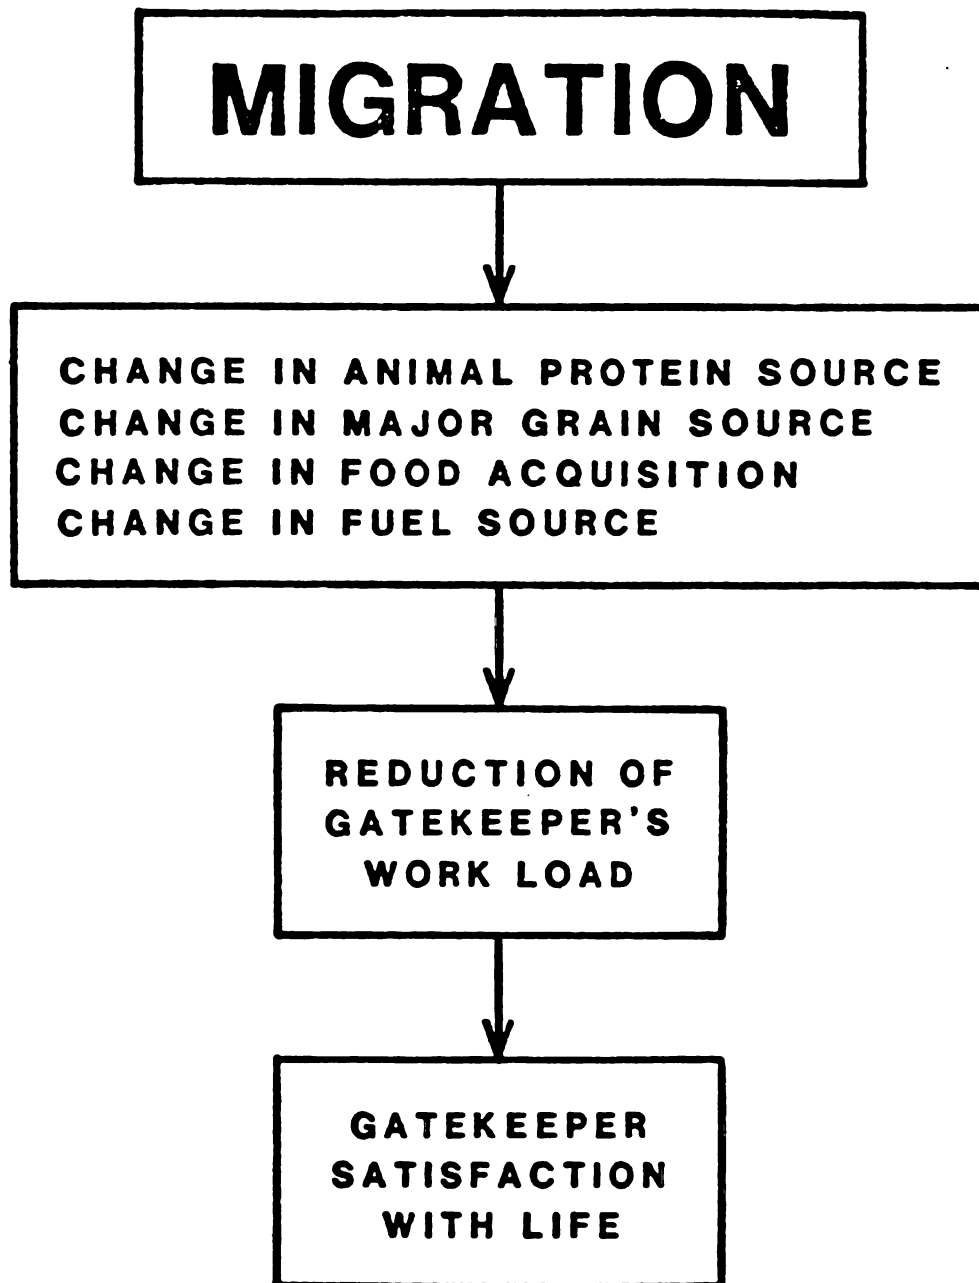 MIGRATION
CHANGE IN ANIMAL PROTEIN SOURCE
CHANGE IN MAJOR GRAIN SOURCE
CHANGE IN FOOD ACQUISITION
CHANGE IN FUEL SOURCE
REDUCTION OF
GATEKEEPER'S
WORK LOAD
GATEKEEPER
SATISFACTION
WITH LIFE